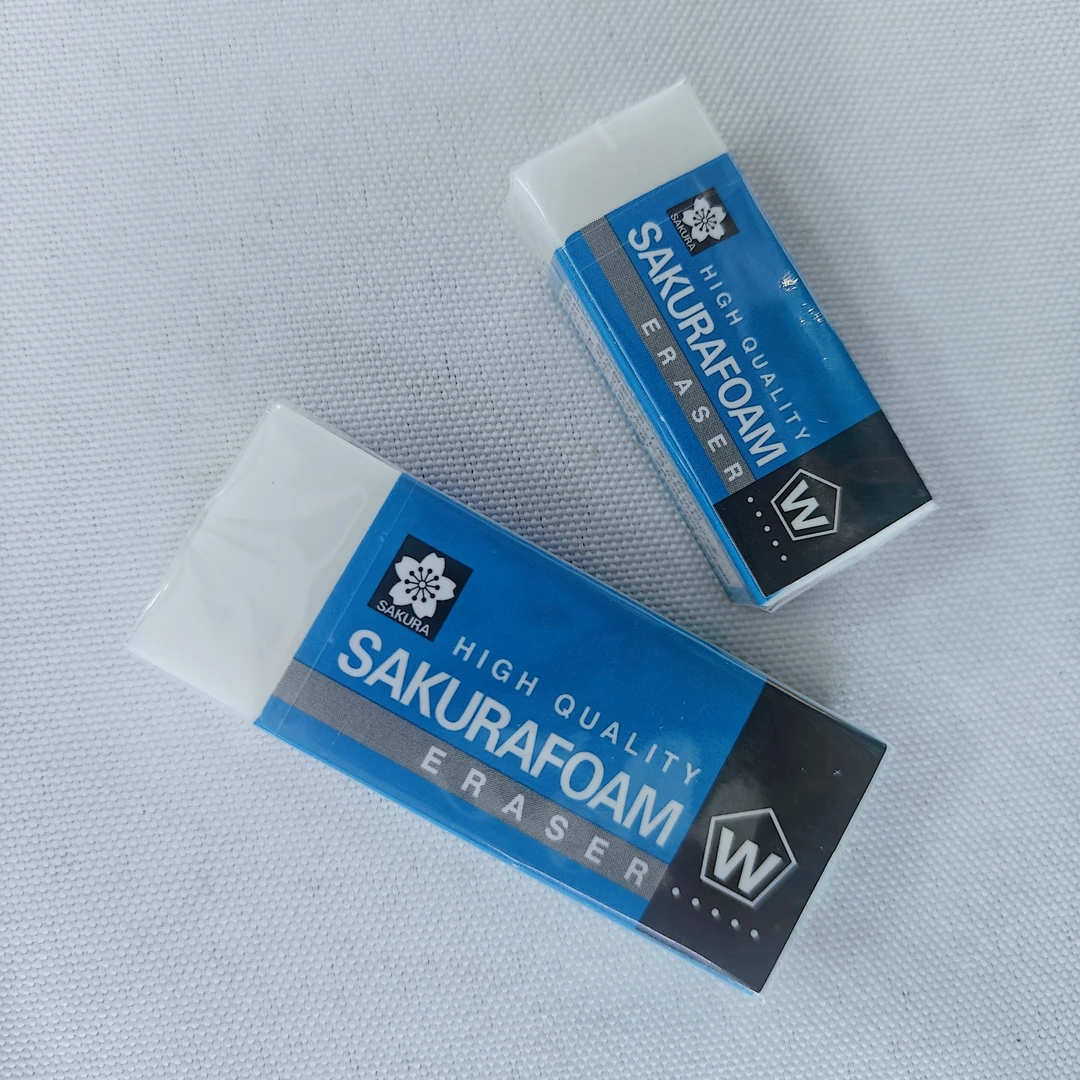 SAKURA
HIGH QUALITY
SAKURAFOAM
ERASER
W
SAKURA
HIGH QUALITY
SAKURAFOAM
ERASER
W